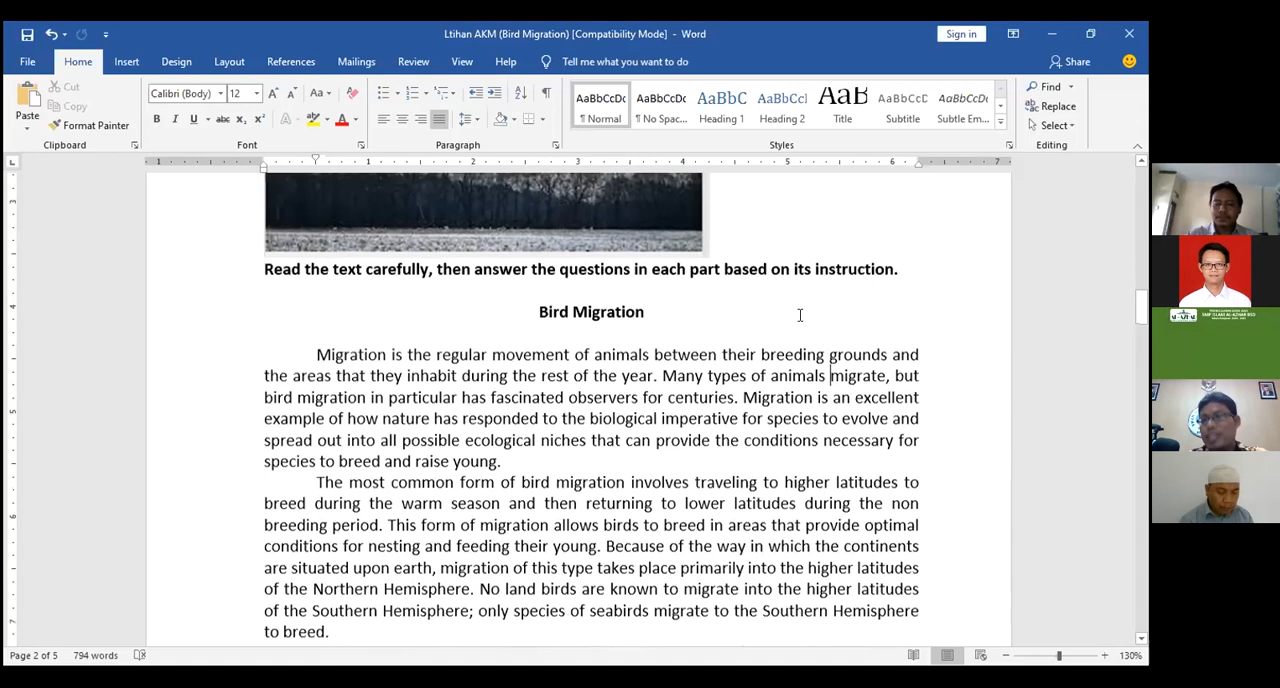 Ltihan AKM (Bird Migration) [Compatibility Mode] - Word
Sign in
File Home Insert Design Layout References Mailings Review View Help Tell me what you want to do Share
Paste Cut Copy Format Painter
Calibri (Body) 12
AaBbCcDc AaBbCcDc AaBbC AaBbCcI AaB AaBbCcD AaBbCcDc
¶ Normal ¶ No Spac... Heading 1 Heading 2 Title Subtitle Subtle Em...
Find Replace Select
Clipboard Font Paragraph Styles Editing
Read the text carefully, then answer the questions in each part based on its instruction.
Bird Migration
Migration is the regular movement of animals between their breeding grounds and
the areas that they inhabit during the rest of the year. Many types of animals migrate, but
bird migration in particular has fascinated observers for centuries. Migration is an excellent
example of how nature has responded to the biological imperative for species to evolve and
spread out into all possible ecological niches that can provide the conditions necessary for
species to breed and raise young.
The most common form of bird migration involves traveling to higher latitudes to
breed during the warm season and then returning to lower latitudes during the non
breeding period. This form of migration allows birds to breed in areas that provide optimal
conditions for nesting and feeding their young. Because of the way in which the continents
are situated upon earth, migration of this type takes place primarily into the higher latitudes
of the Northern Hemisphere. No land birds are known to migrate into the higher latitudes
of the Southern Hemisphere; only species of seabirds migrate to the Southern Hemisphere
to breed.
Page 2 of 5 794 words 130%
SMP ISLAM AL-AZHAR BSD